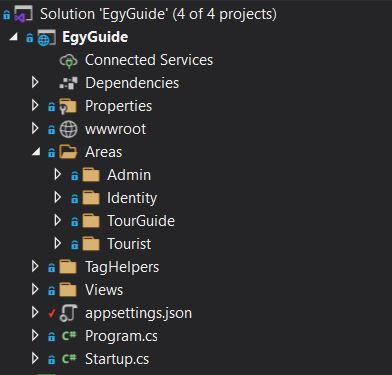 Solution 'EgyGuide' (4 of 4 projects)
EgyGuide
Connected Services
Dependencies
Properties
wwwroot
Areas
Admin
Identity
TourGuide
Tourist
TagHelpers
Views
appsettings.json
C# Program.cs
C# Startup.cs